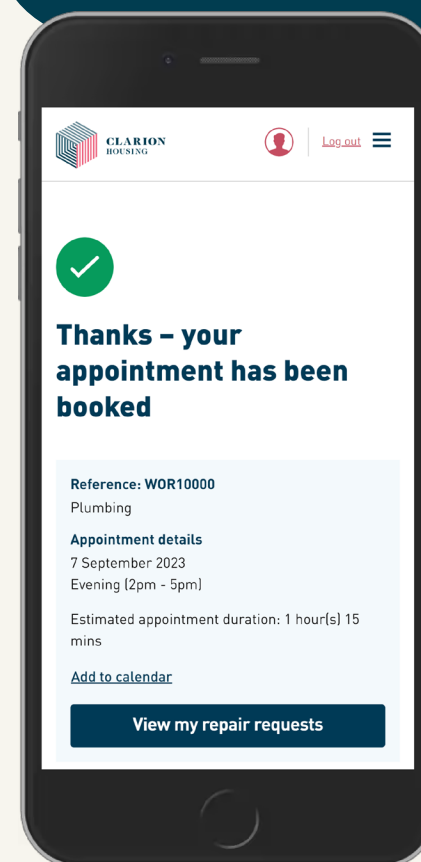 CLARION
HOUSING
Log out
Thanks – your
appointment has been
booked
Reference: WOR10000
Plumbing
Appointment details
7 September 2023
Evening (2pm - 5pm)
Estimated appointment duration: 1 hour(s) 15
mins
Add to calendar
View my repair requests